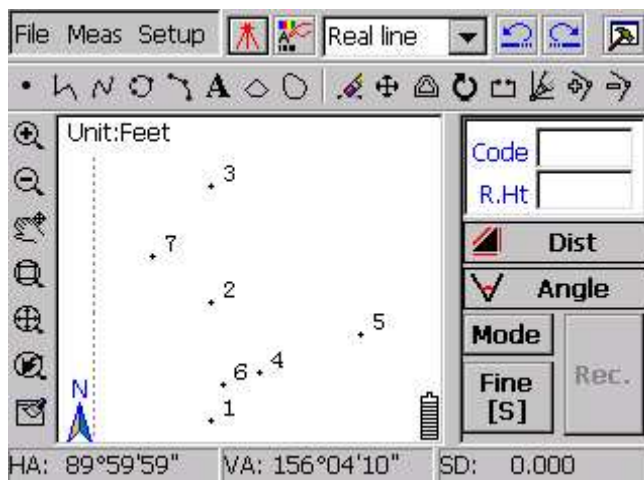 File Meas Setup Real line
A
Unit:Feet
Code
3
R.Ht
7
Dist
2
Angle
5
Mode
6 4
Rec.
N
Fine
1
[S]
HA: 89°59'59" VA: 156°04'10" SD: 0.000